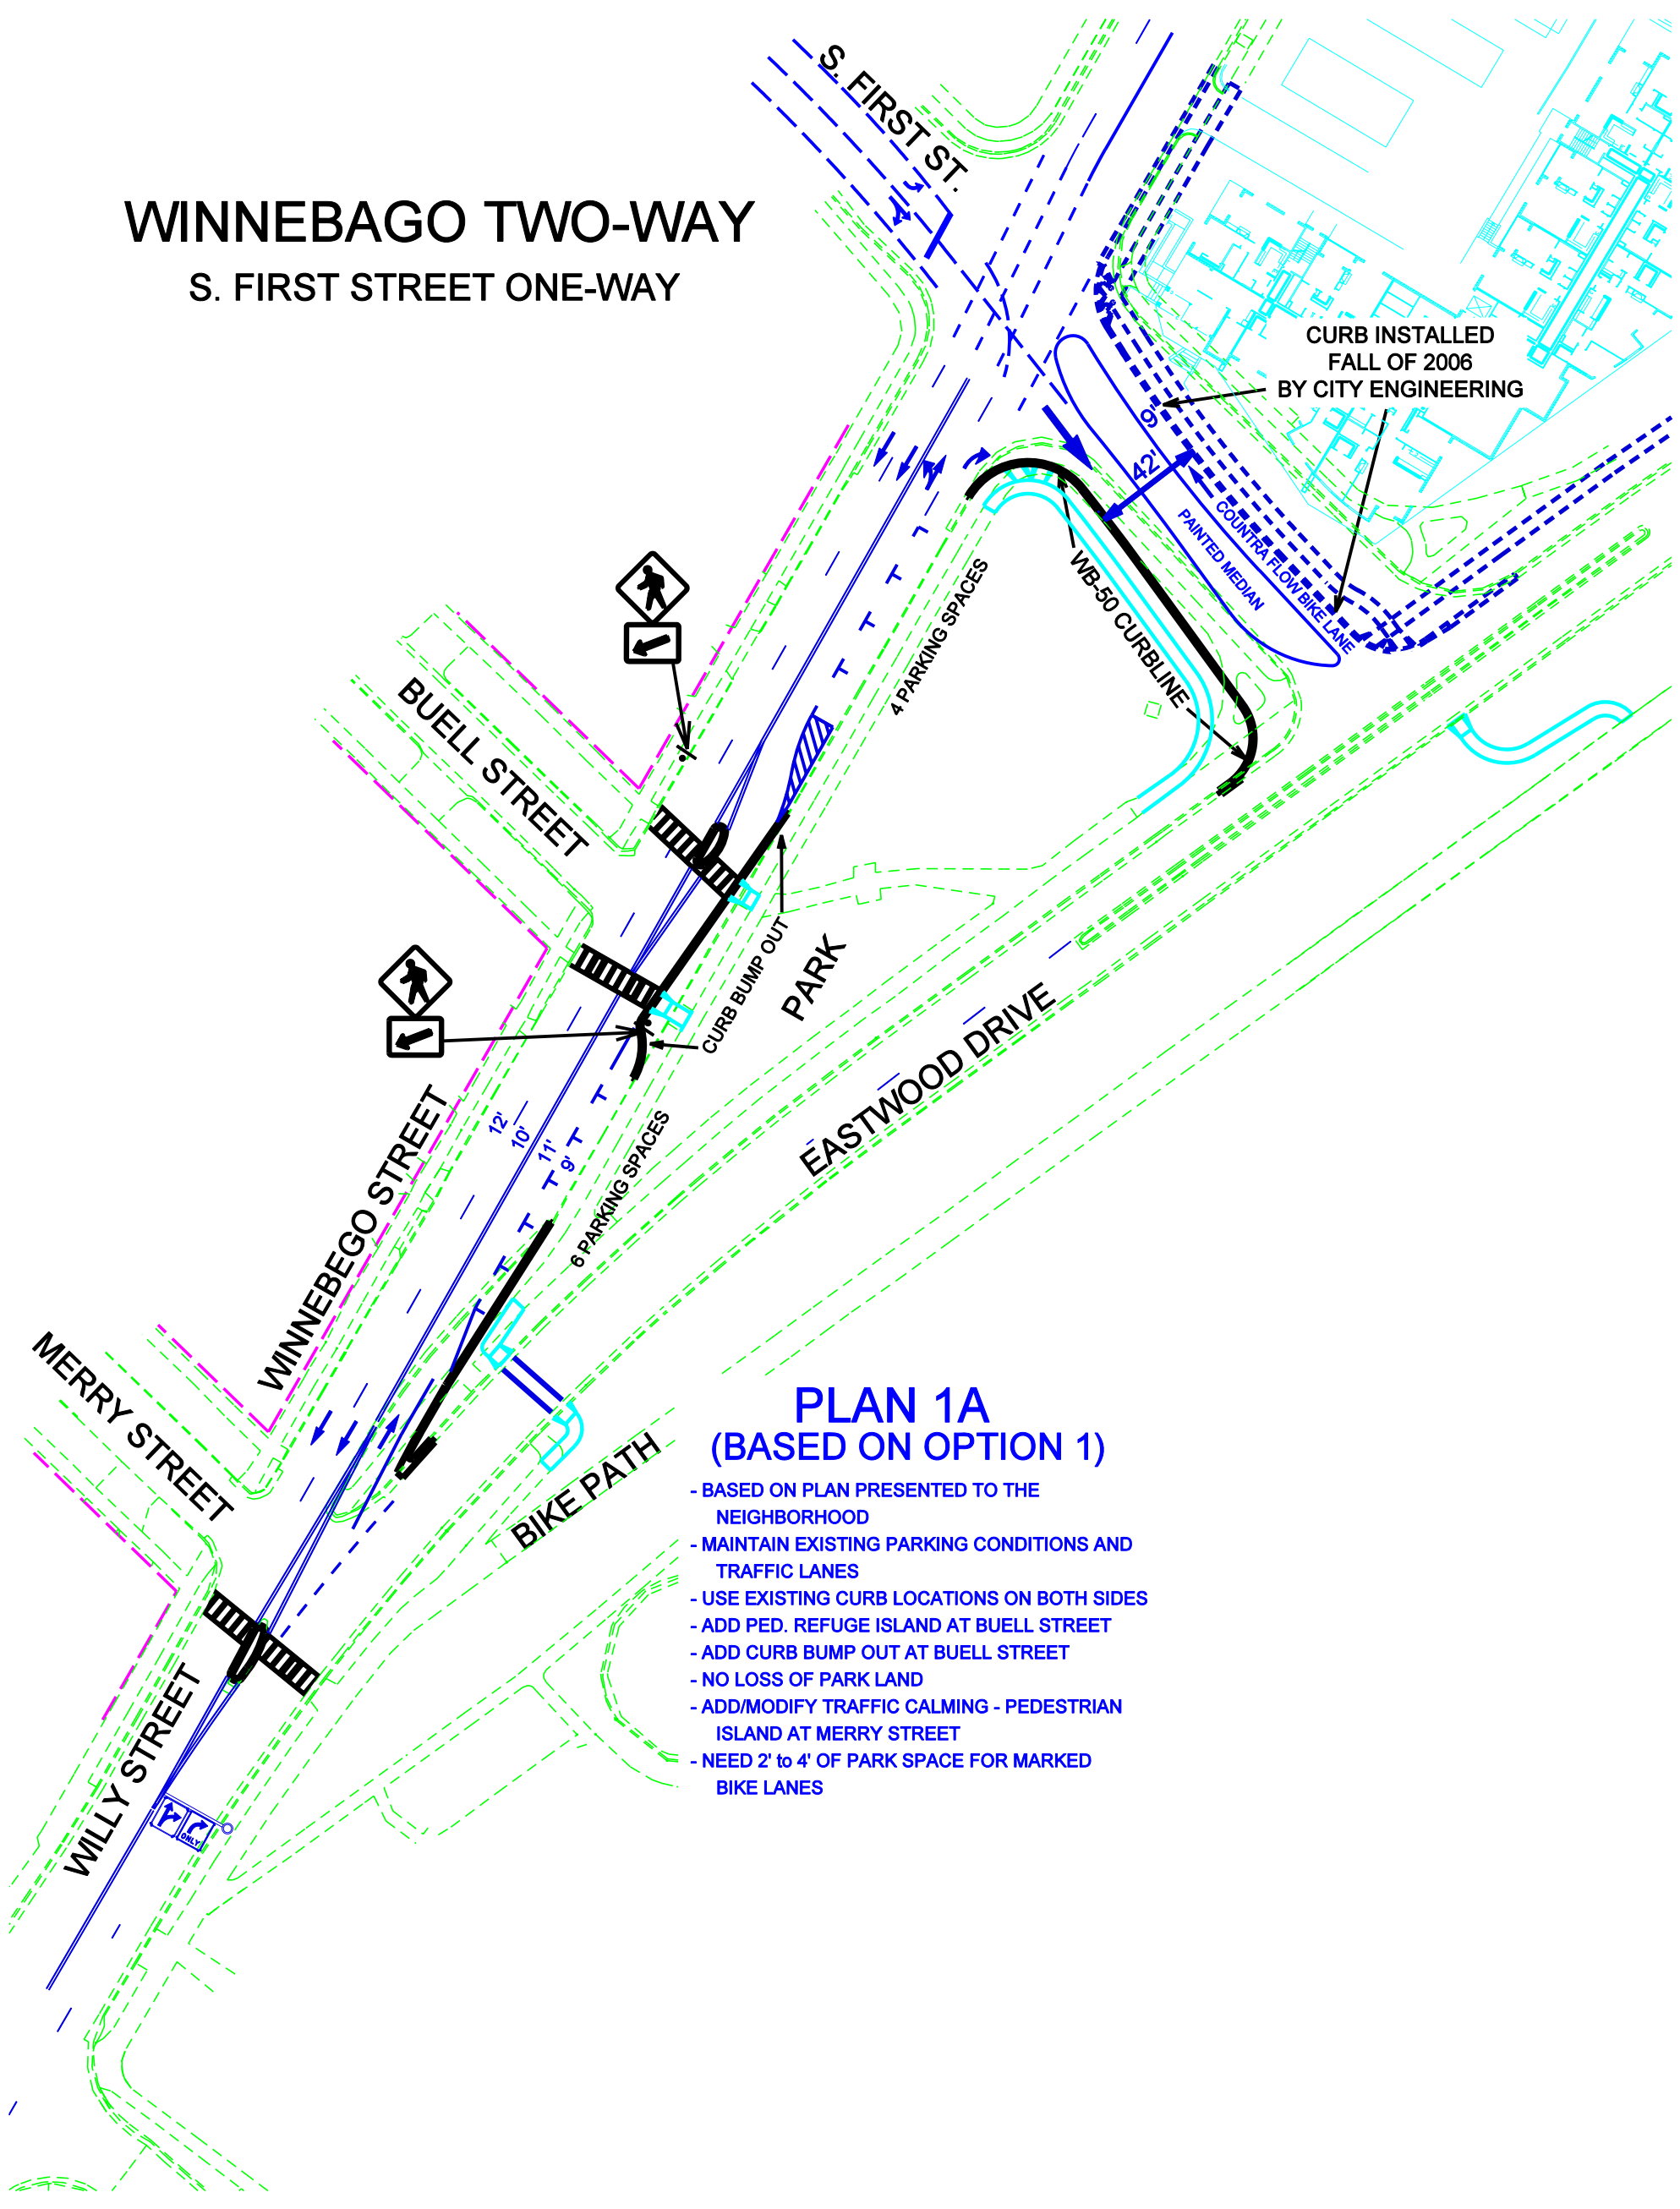 S. FIRST ST.
WINNEBAGO TWO-WAY
S. FIRST STREET ONE-WAY
CURB INSTALLED
FALL OF 2006
BY CITY ENGINEERING
9'
42'
COUNTRA FLOW BIKE LANE
PAINTED MEDIAN
WB-50 CURBLINE
4 PARKING SPACES
BUELL STREET
CURB BUMP OUT
PARK
EASTWOOD DRIVE
12'
10'
11'
9'
6 PARKING SPACES
WINNEBEGO STREET
MERRY STREET
BIKE PATH
WILLY STREET
ONLY
PLAN 1A
(BASED ON OPTION 1)
- BASED ON PLAN PRESENTED TO THE
NEIGHBORHOOD
- MAINTAIN EXISTING PARKING CONDITIONS AND
TRAFFIC LANES
- USE EXISTING CURB LOCATIONS ON BOTH SIDES
- ADD PED. REFUGE ISLAND AT BUELL STREET
- ADD CURB BUMP OUT AT BUELL STREET
- NO LOSS OF PARK LAND
- ADD/MODIFY TRAFFIC CALMING - PEDESTRIAN
ISLAND AT MERRY STREET
- NEED 2' to 4' OF PARK SPACE FOR MARKED
BIKE LANES